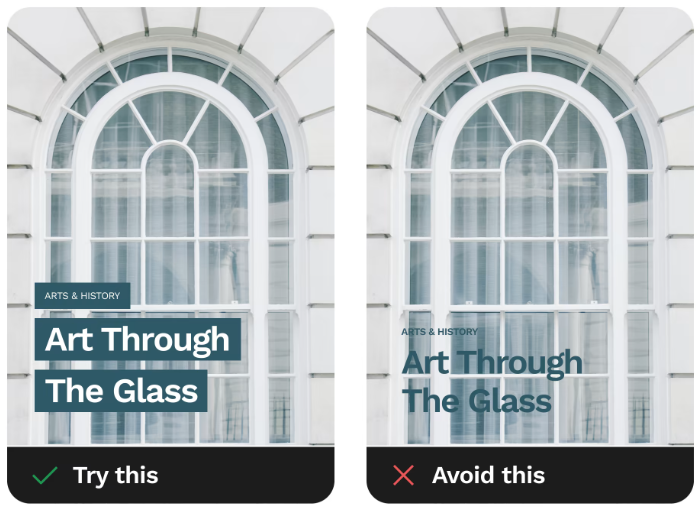 ARTS & HISTORY
Art Through
The Glass
Try this
ARTS & HISTORY
Art Through
The Glass
Avoid this